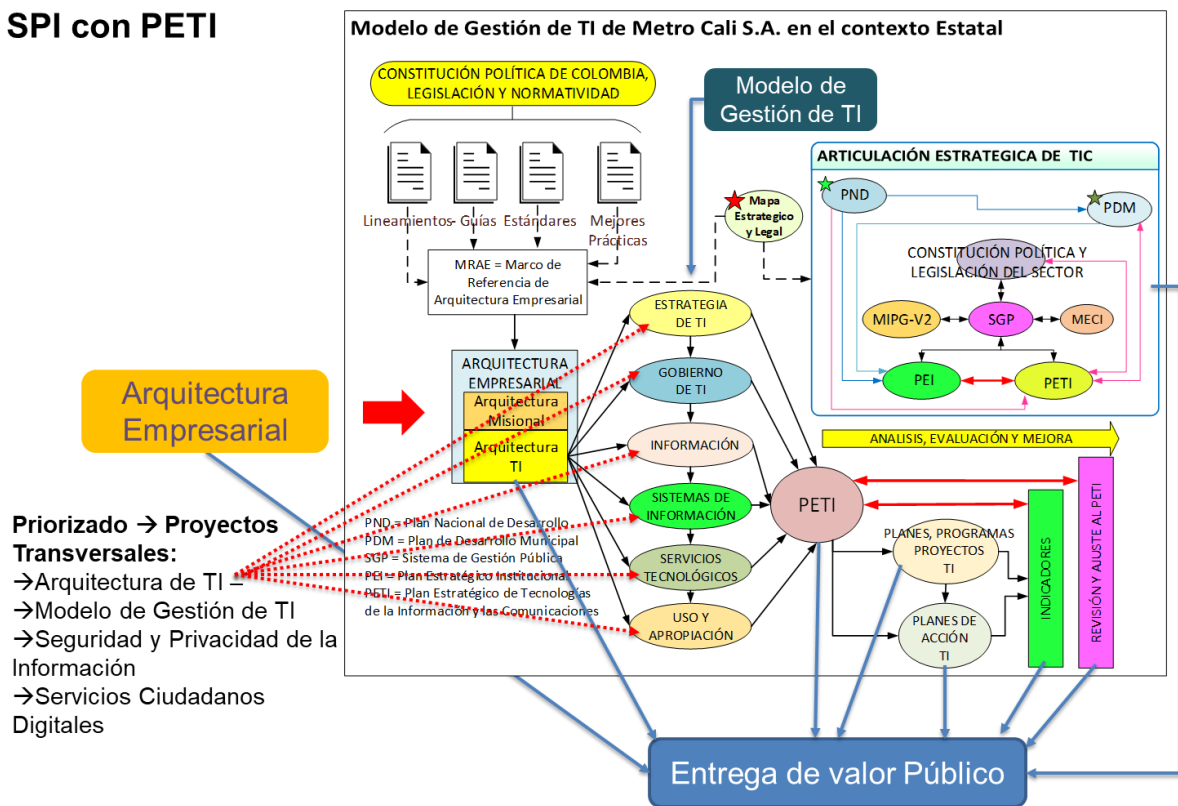 SPI con PETI
Modelo de Gestión de TI de Metro Cali S.A. en el contexto Estatal
CONSTITUCIÓN POLÍTICA DE COLOMBIA,
LEGISLACIÓN Y NORMATIVIDAD
Modelo de
Gestión de TI
Lineamientos- Guías
Estándares
Mejores
Prácticas
MRAE = Marco de
Referencia de
Arquitectura Empresarial
Mapa
Estrategico
y Legal
ARTICULACIÓN ESTRATEGICA DE TIC
PND
PDM
CONSTITUCIÓN POLÍTICA Y
LEGISLACIÓN DEL SECTOR
MIPG-V2
SGP
MECI
PEI
PETI
Arquitectura
Empresarial
ARQUITECTURA
EMPRESARIAL
Arquitectura
Misional
Arquitectura
TI
ESTRATEGIA
DE TI
GOBIERNO
DE TI
INFORMACIÓN
SISTEMAS DE
INFORMACIÓN
SERVICIOS
TECNOLÓGICOS
USO Y
APROPIACIÓN
ANALISIS, EVALUACIÓN Y MEJORA
PETI
PLANES, PROGRAMAS
PROYECTOS
TI
PLANES DE
ACCIÓN
TI
INDICADORES
REVISIÓN Y AJUSTE AL PETI
PND = Plan Nacional de Desarrollo
PDM = Plan de Desarrollo Municipal
SGP = Sistema de Gestión Pública
PEI = Plan Estratégico Institucional
PETI = Plan Estratégico de Tecnologías
de la Información y las Comunicaciones
Priorizado → Proyectos
Transversales:
→Arquitectura de TI –
→Modelo de Gestión de TI
→Seguridad y Privacidad de la
Información
→Servicios Ciudadanos
Digitales
Entrega de valor Público